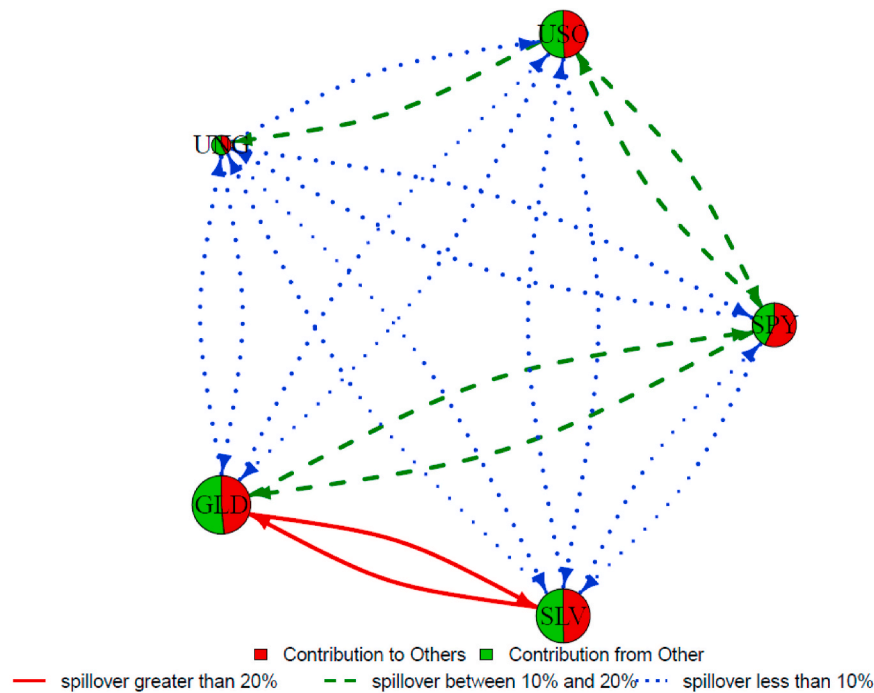 USO
UNG
SPY
GLD
SLV
Contribution to Others Contribution from Other
spillover greater than 20% spillover between 10% and 20% spillover less than 10%